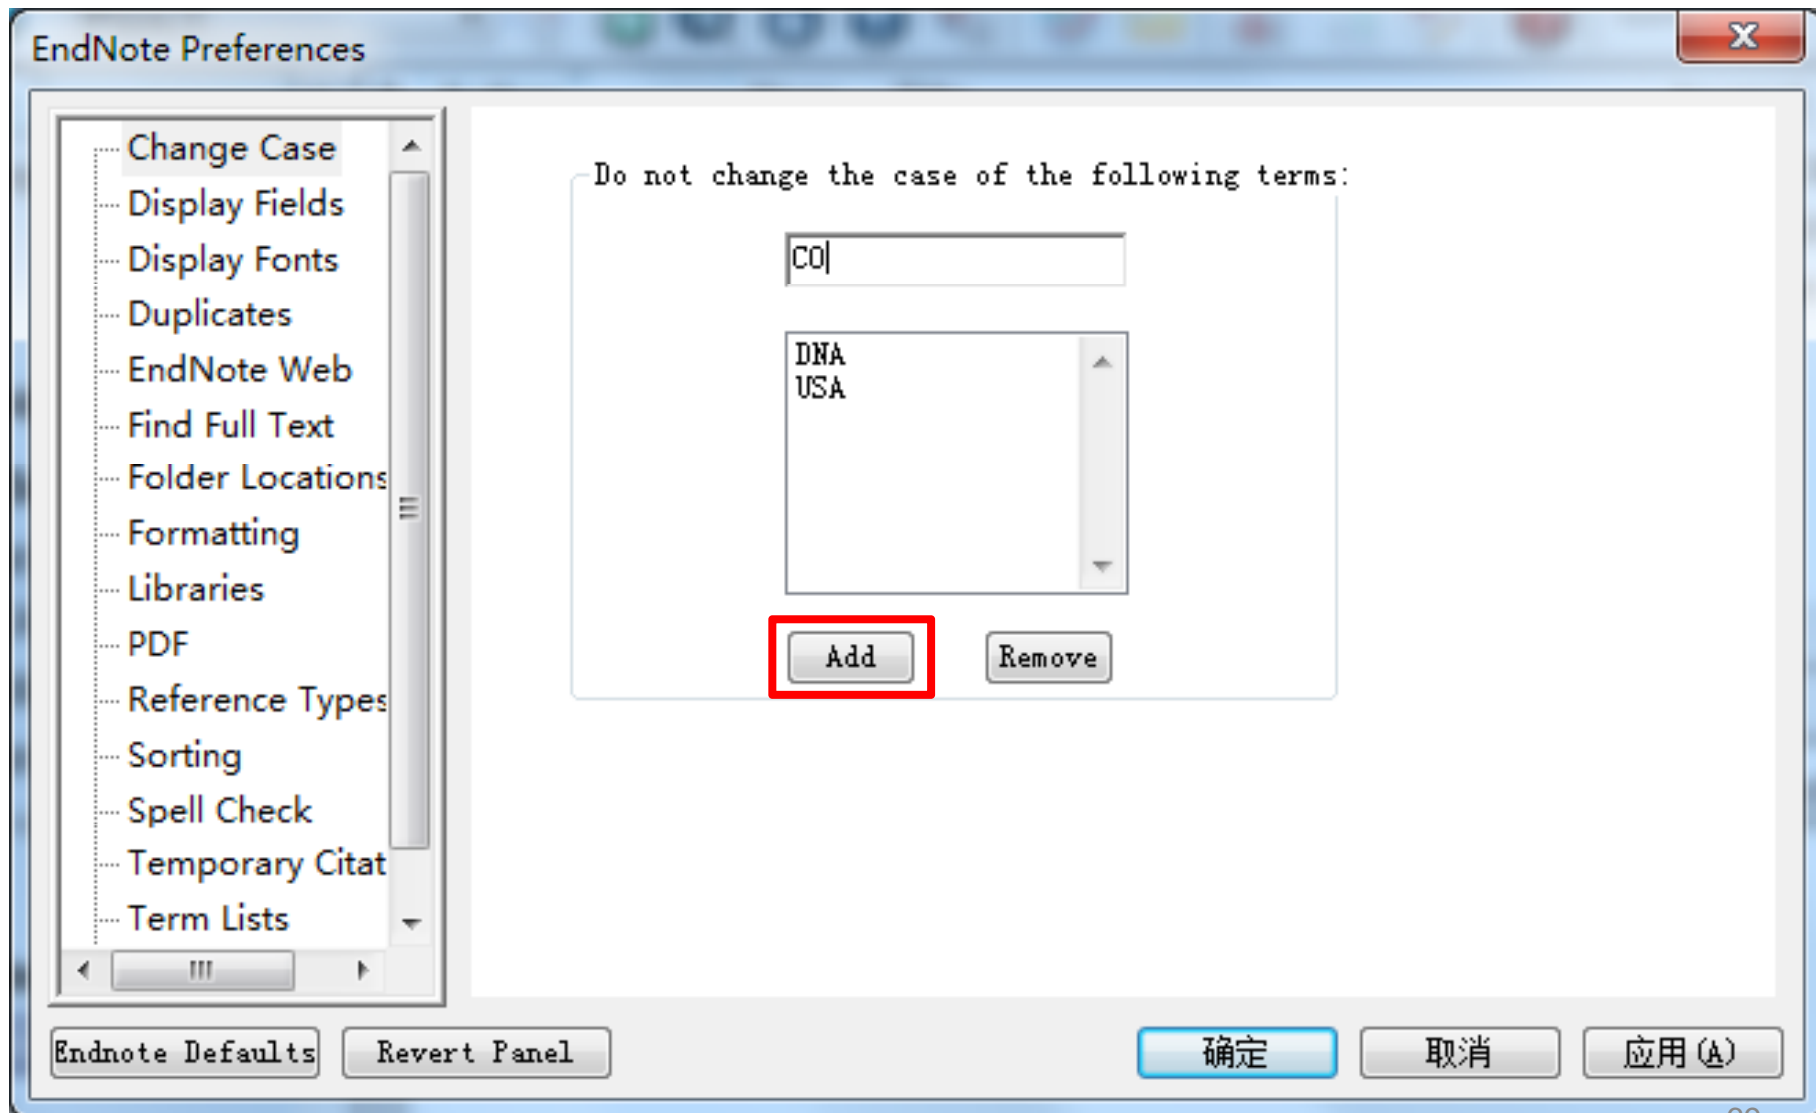 EndNote Preferences
Change Case
Display Fields
Display Fonts
Duplicates
EndNote Web
Find Full Text
Folder Locations
Formatting
Libraries
PDF
Reference Types
Sorting
Spell Check
Temporary Citat
Term Lists
Do not change the case of the following terms:
CO
DNA
USA
Add Remove
Endnote Defaults Revert Panel 确定 取消 应用(A)